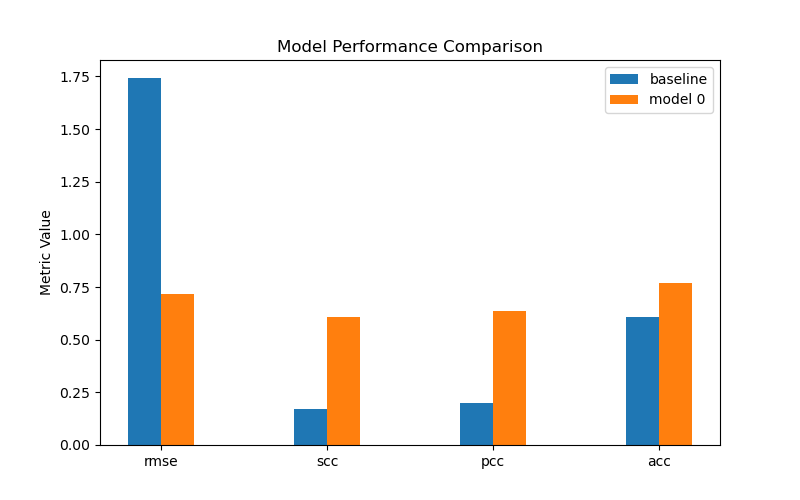 Model Performance Comparison
baseline
model 0
Metric Value
1.75
1.50
1.25
1.00
0.75
0.50
0.25
0.00
rmse scc pcc acc